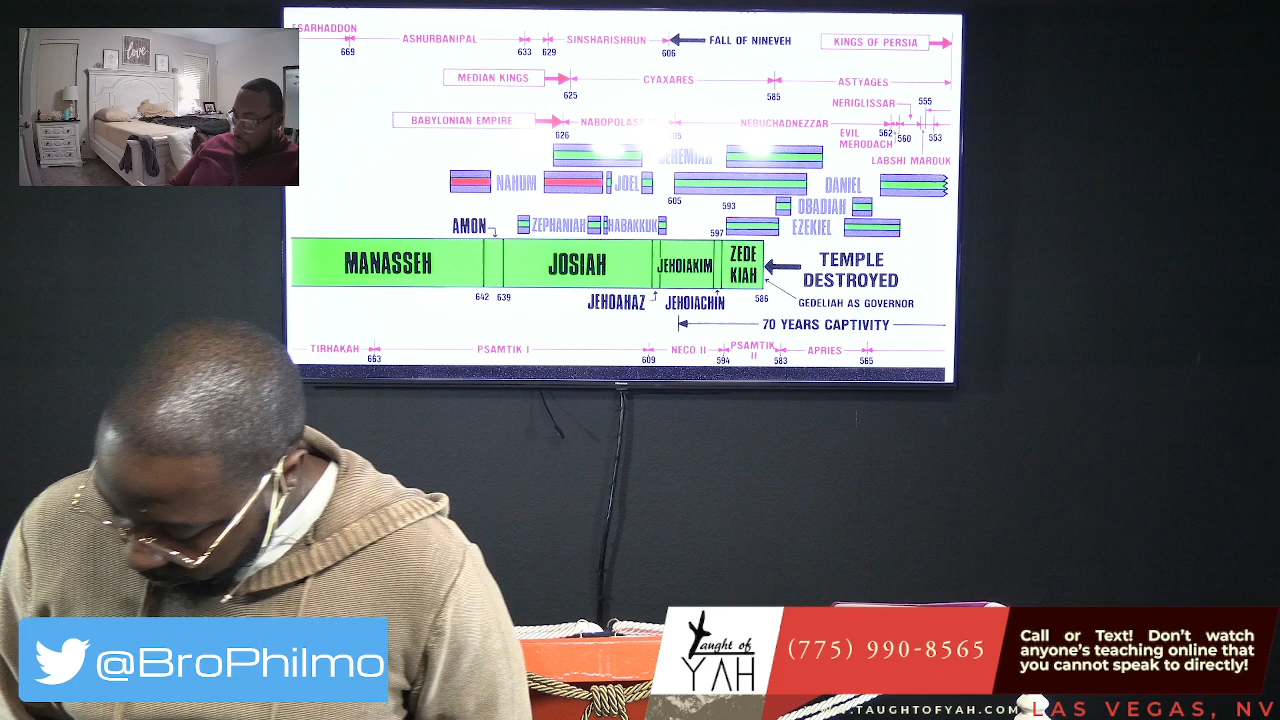 love
ESARHADDON
669
ASHURBANIPAL
633
629
SINSHARISHRUN
606
FALL OF NINEVEH
KINGS OF PERSIA
MEDIAN KINGS
625
CYAXARES
585
ASTYAGES
BABYLONIAN EMPIRE
626
NEBUCHADNEZZAR
NERIGLISSAR
555
562
560
553
EVIL
MERODACH
LABSHI MARDUK
JEREMIAH
NAHUM
JOEL
605
593
DANIEL
OBADIAH
AMON
ZEPHANIAH
HABAKKUK
597
EZEKIEL
MANASSEH
JOSIAH
JEHOIAKIM
ZEDE
KIAH
TEMPLE
DESTROYED
642
639
JEHOAHAZ
JEHOIACHIN
586
GEDELIAH AS GOVERNOR
70 YEARS CAPTIVITY
TIRHAKAH
663
PSAMTIK I
609
NECO II
594
PSAMTIK
II
583
APRIES
565
@BroPhilmo
Taught of
YAH
(775) 990-8565
Call or Text! Don't watch
anyone's teaching online that
you cannot speak to directly!
WWW.TAUGHTOFYAH.COM
LAS VEGAS, NV